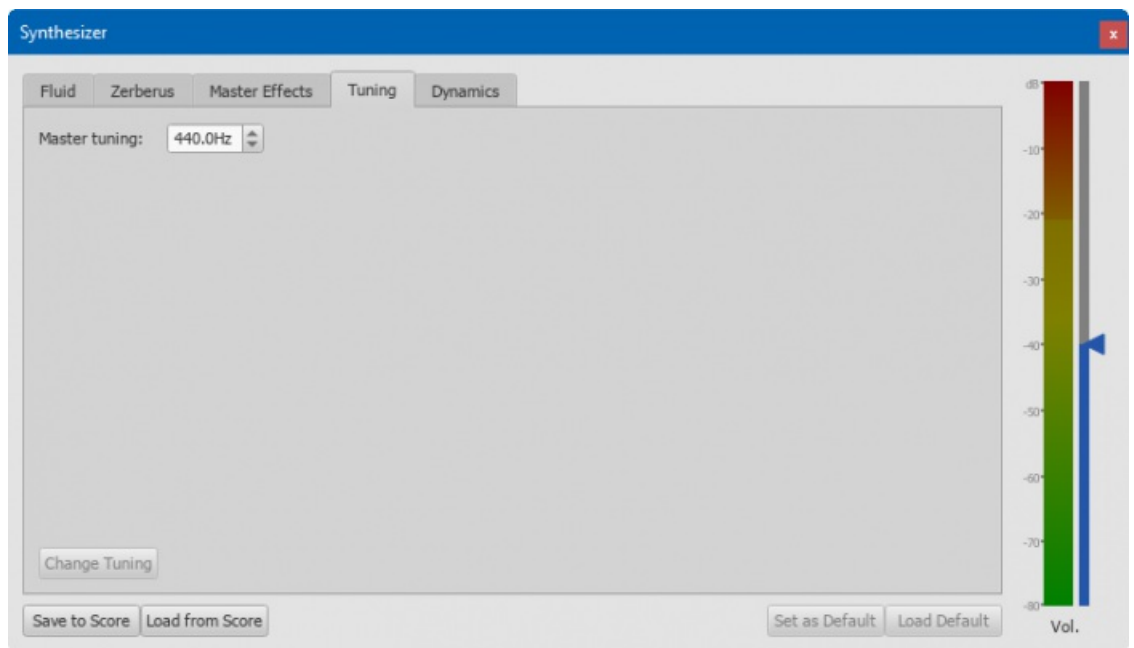 Synthesizer
x
Fluid Zerberus Master Effects Tuning Dynamics
Master tuning: 440.0Hz
Change Tuning
Save to Score Load from Score Set as Default Load Default
dB
-10
-20
-30
-40
-50
-60
-70
-80
Vol.